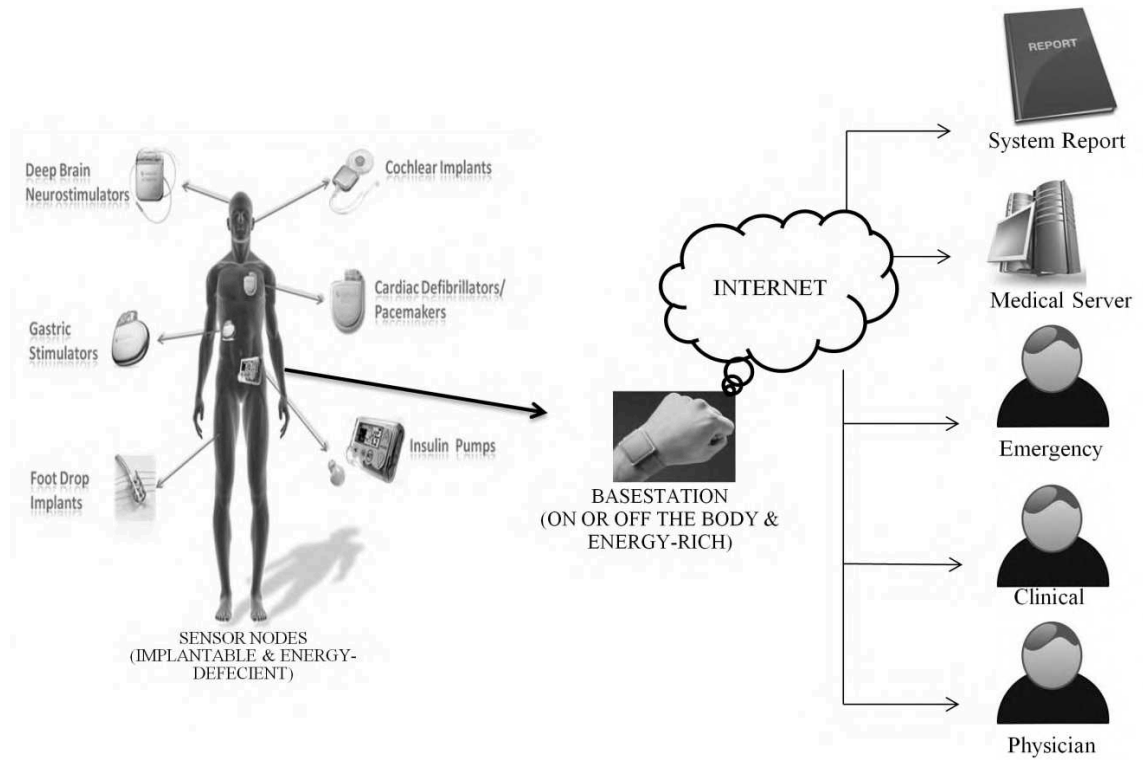 REPORT
System Report
Deep Brain
Neurostimulators
Cochlear Implants
Medical Server
INTERNET
Cardiac Defibrillators/
Pacemakers
Gastric
Stimulators
Emergency
Insulin Pumps
Foot Drop
Implants
BASESTATION
(ON OR OFF THE BODY &
ENERGY-RICH)
Clinical
SENSOR NODES
(IMPLANTABLE & ENERGY-
DEFECIENT)
Physician